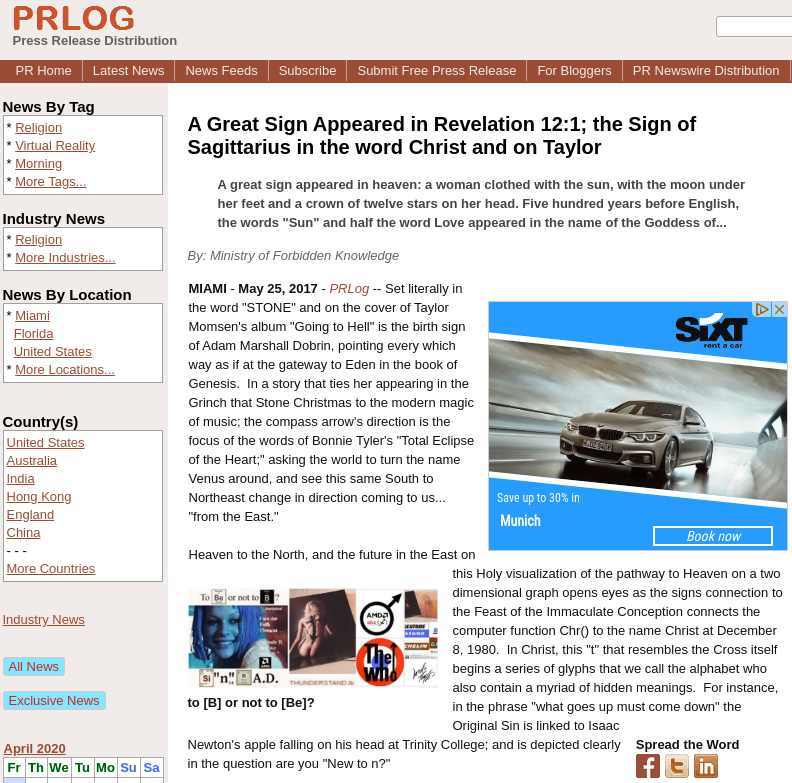 PRLOG
Press Release Distribution
PR Home
Latest News
News Feeds
Subscribe
Submit Free Press Release
For Bloggers
PR Newswire Distribution
News By Tag
* Religion
* Virtual Reality
* Morning
* More Tags...
Industry News
* Religion
* More Industries...
News By Location
* Miami
Florida
United States
* More Locations...
Country(s)
United States
Australia
India
Hong Kong
England
China
- - -
More Countries
Industry News
All News
Exclusive News
April 2020
Fr Th We Tu Mo Su Sa
A Great Sign Appeared in Revelation 12:1; the Sign of
Sagittarius in the word Christ and on Taylor
A great sign appeared in heaven: a woman clothed with the sun, with the moon under
her feet and a crown of twelve stars on her head. Five hundred years before English,
the words "Sun" and half the word Love appeared in the name of the Goddess of...
By: Ministry of Forbidden Knowledge
MIAMI - May 25, 2017 - PRLog -- Set literally in
the word "STONE" and on the cover of Taylor
Momsen's album "Going to Hell" is the birth sign
of Adam Marshall Dobrin, pointing every which
way as if at the gateway to Eden in the book of
Genesis.  In a story that ties her appearing in the
Grinch that Stone Christmas to the modern magic
of music; the compass arrow's direction is the
focus of the words of Bonnie Tyler's "Total Eclipse
of the Heart;" asking the world to turn the name
Venus around, and see this same South to
Northeast change in direction coming to us...
"from the East."
SIXT
rent a car
Save up to 30% in
Munich
Book now
Heaven to the North, and the future in the East on
this Holy visualization of the pathway to Heaven on a two
dimensional graph opens eyes as the signs connection to
the Feast of the Immaculate Conception connects the
computer function Chr() to the name Christ at December
8, 1980.  In Christ, this "t" that resembles the Cross itself
begins a series of glyphs that we call the alphabet who
also contain a myriad of hidden meanings.  For instance,
in the phrase "what goes up must come down" the
Original Sin is linked to Isaac
To Be or not to B ?
AMD
The
WHO
Si "n" A.D.
THUNDERSTAND.tk
to [B] or not to [Be]?
Newton's apple falling on his head at Trinity College; and is depicted clearly
in the question are you "New to n?"
Spread the Word